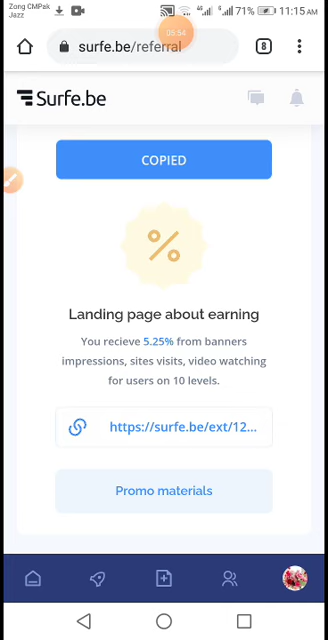 Zong CMPak
Jazz
71%
11:15 AM
05:54
surfe.be/referral
8
Surfe.be
COPIED
%
Landing page about earning
You recieve 5.25% from banners
impressions, sites visits, video watching
for users on 10 levels.
https://surfe.be/ext/12...
Promo materials